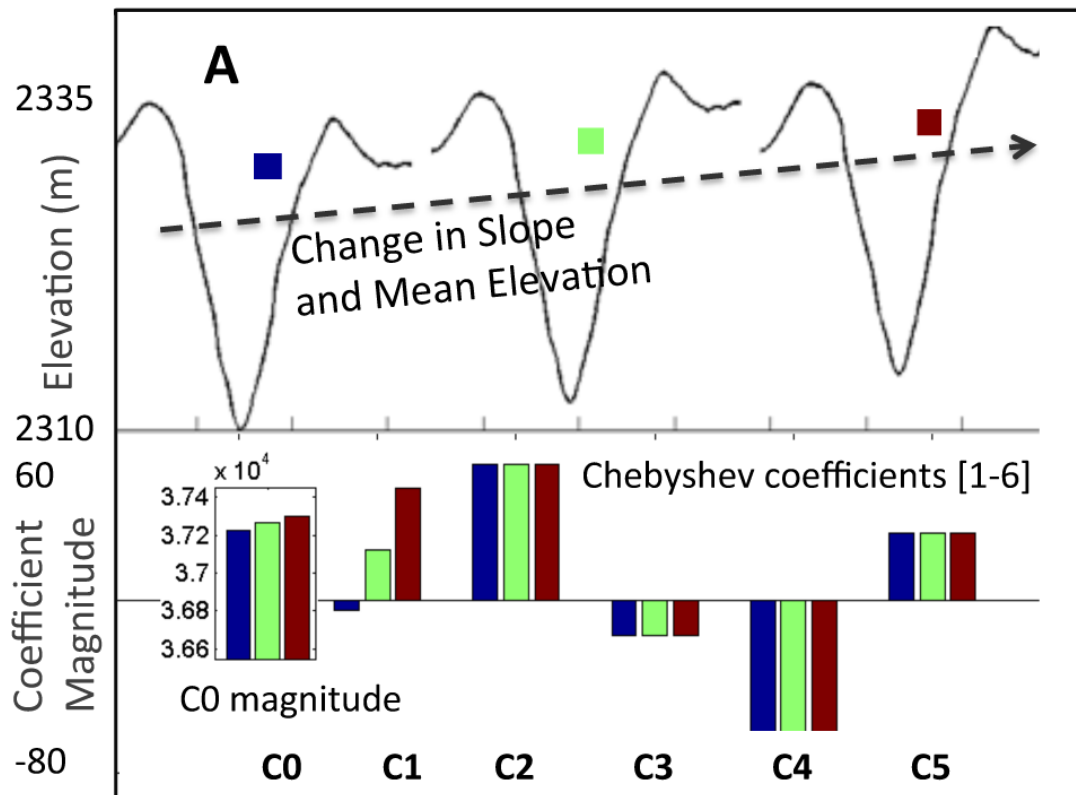 A
2335
Elevation (m)
2310
Change in Slope
and Mean Elevation
60
Chebyshev coefficients [1-6]
x 10^4
3.74
3.72
3.7
3.68
3.66
C0 magnitude
Coefficient
Magnitude
-80
C0 C1 C2 C3 C4 C5